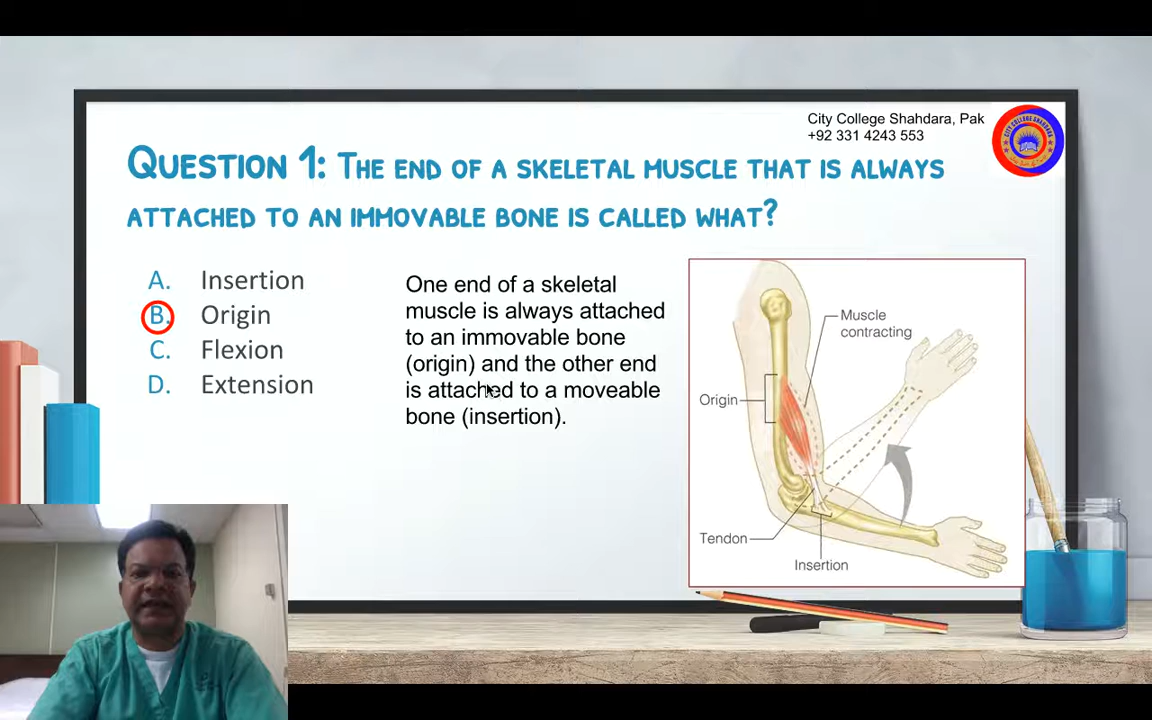 City College Shahdara, Pak
+92 331 4243 553
CITY COLLEGE SHAHDARA
QUESTION 1: THE END OF A SKELETAL MUSCLE THAT IS ALWAYS
ATTACHED TO AN IMMOVABLE BONE IS CALLED WHAT?
A. Insertion
B. Origin
C. Flexion
D. Extension
One end of a skeletal
muscle is always attached
to an immovable bone
(origin) and the other end
is attached to a moveable
bone (insertion).
Muscle
contracting
Origin
Tendon
Insertion